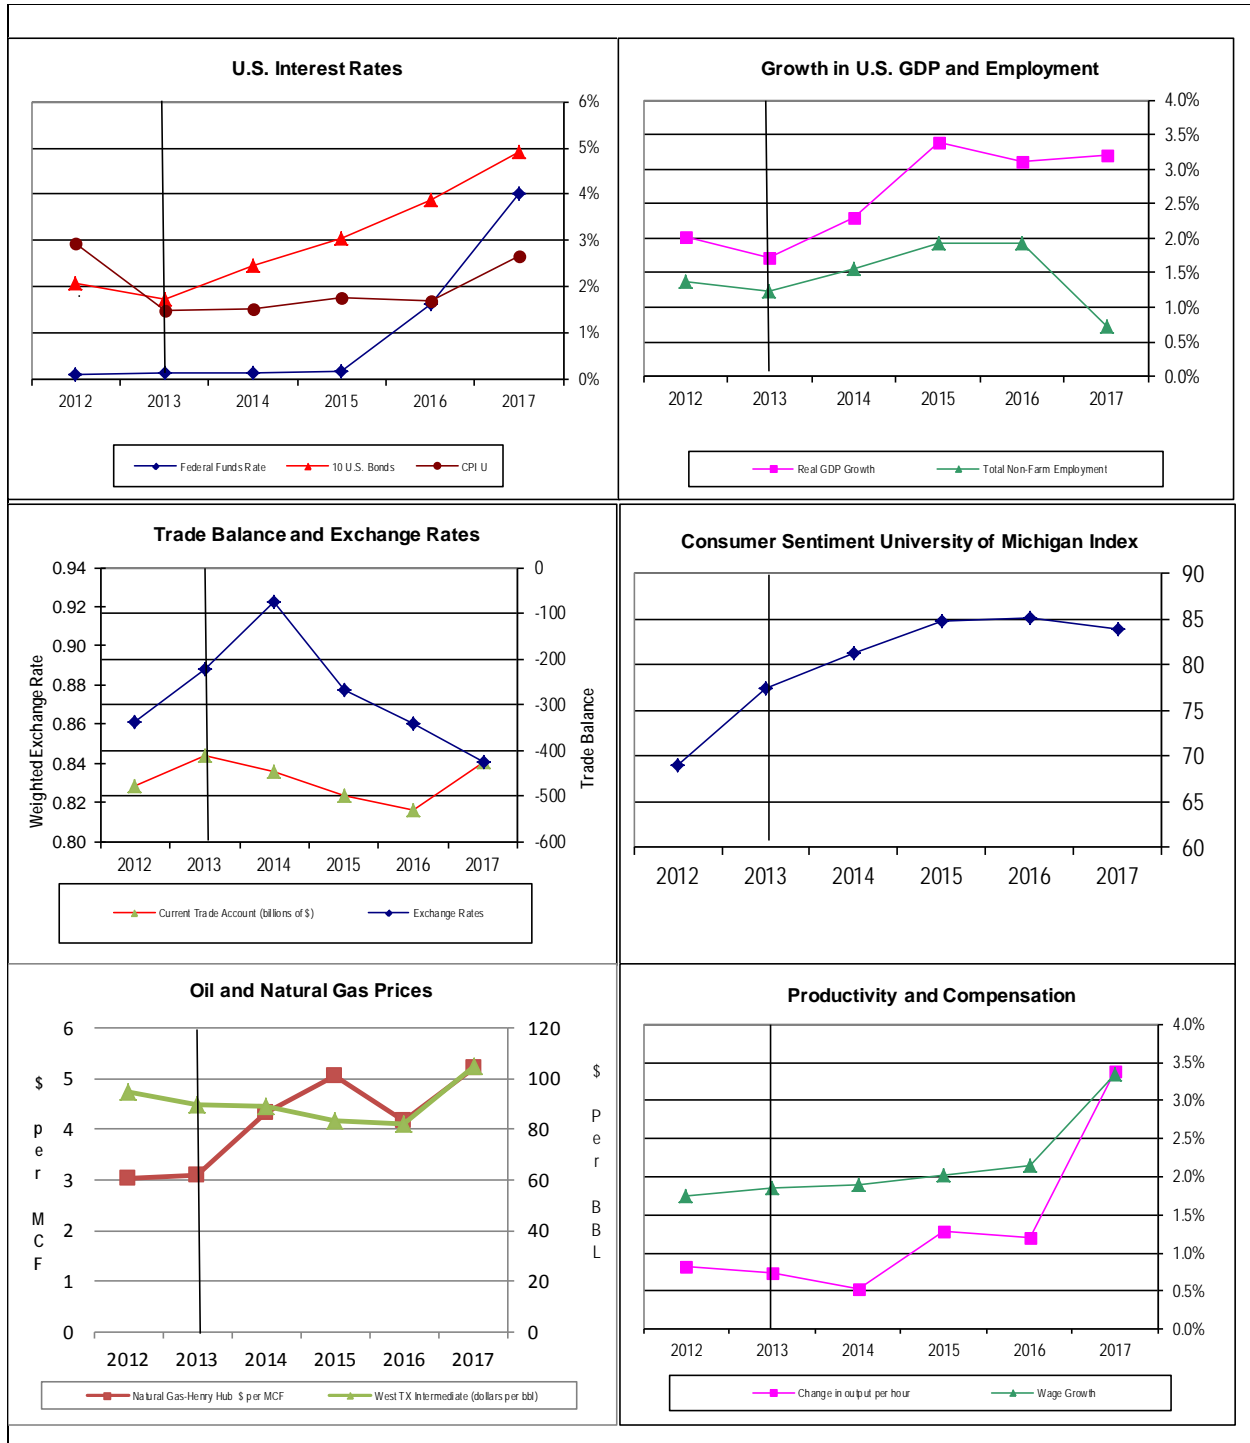 U.S. Interest Rates
6%
5%
4%
3%
2%
1%
0%
2012 2013 2014 2015 2016 2017
Federal Funds Rate 10 U.S. Bonds CPI U
Growth in U.S. GDP and Employment
4.0%
3.5%
3.0%
2.5%
2.0%
1.5%
1.0%
0.5%
0.0%
2012 2013 2014 2015 2016 2017
Real GDP Growth Total Non-Farm Employment
Trade Balance and Exchange Rates
Weighted Exchange Rate
0.94
0.92
0.90
0.88
0.86
0.84
0.82
0.80
0
-100
-200
-300
-400
-500
-600
Trade Balance
2012 2013 2014 2015 2016 2017
Current Trade Account (billions of $) Exchange Rates
Consumer Sentiment University of Michigan Index
90
85
80
75
70
65
60
2012 2013 2014 2015 2016 2017
Oil and Natural Gas Prices
$ per MCF
6
5
4
3
2
1
0
120
100
80
60
40
20
0
$ Per BBL
2012 2013 2014 2015 2016 2017
Natural Gas-Henry Hub $ per MCF West TX Intermediate (dollars per bbl)
Productivity and Compensation
4.0%
3.5%
3.0%
2.5%
2.0%
1.5%
1.0%
0.5%
0.0%
2012 2013 2014 2015 2016 2017
Change in output per hour Wage Growth